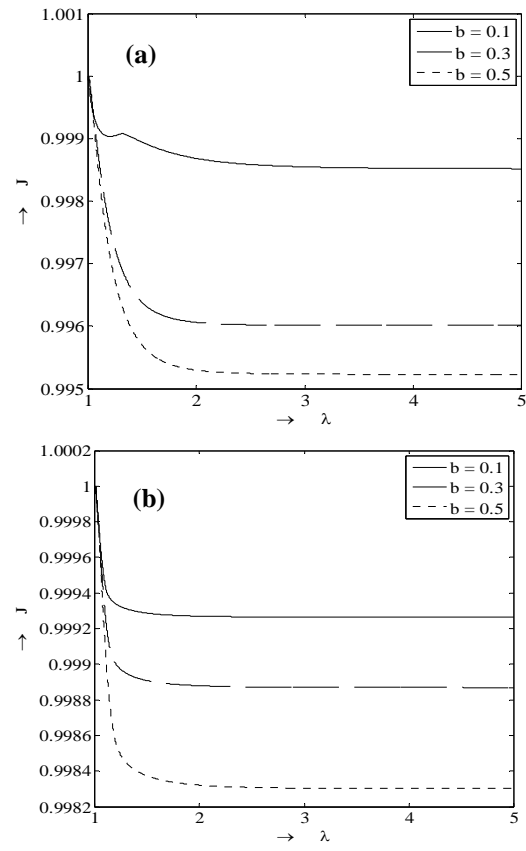 1.001
(a)
b = 0.1
b = 0.3
b = 0.5
1
0.999
0.998
0.997
0.996
0.995
→ J
1 2 3 4 5
→ λ
1.0002
(b)
b = 0.1
b = 0.3
b = 0.5
1
0.9998
0.9996
0.9994
0.9992
0.999
0.9988
0.9986
0.9984
0.9982
→ J
1 2 3 4 5
→ λ